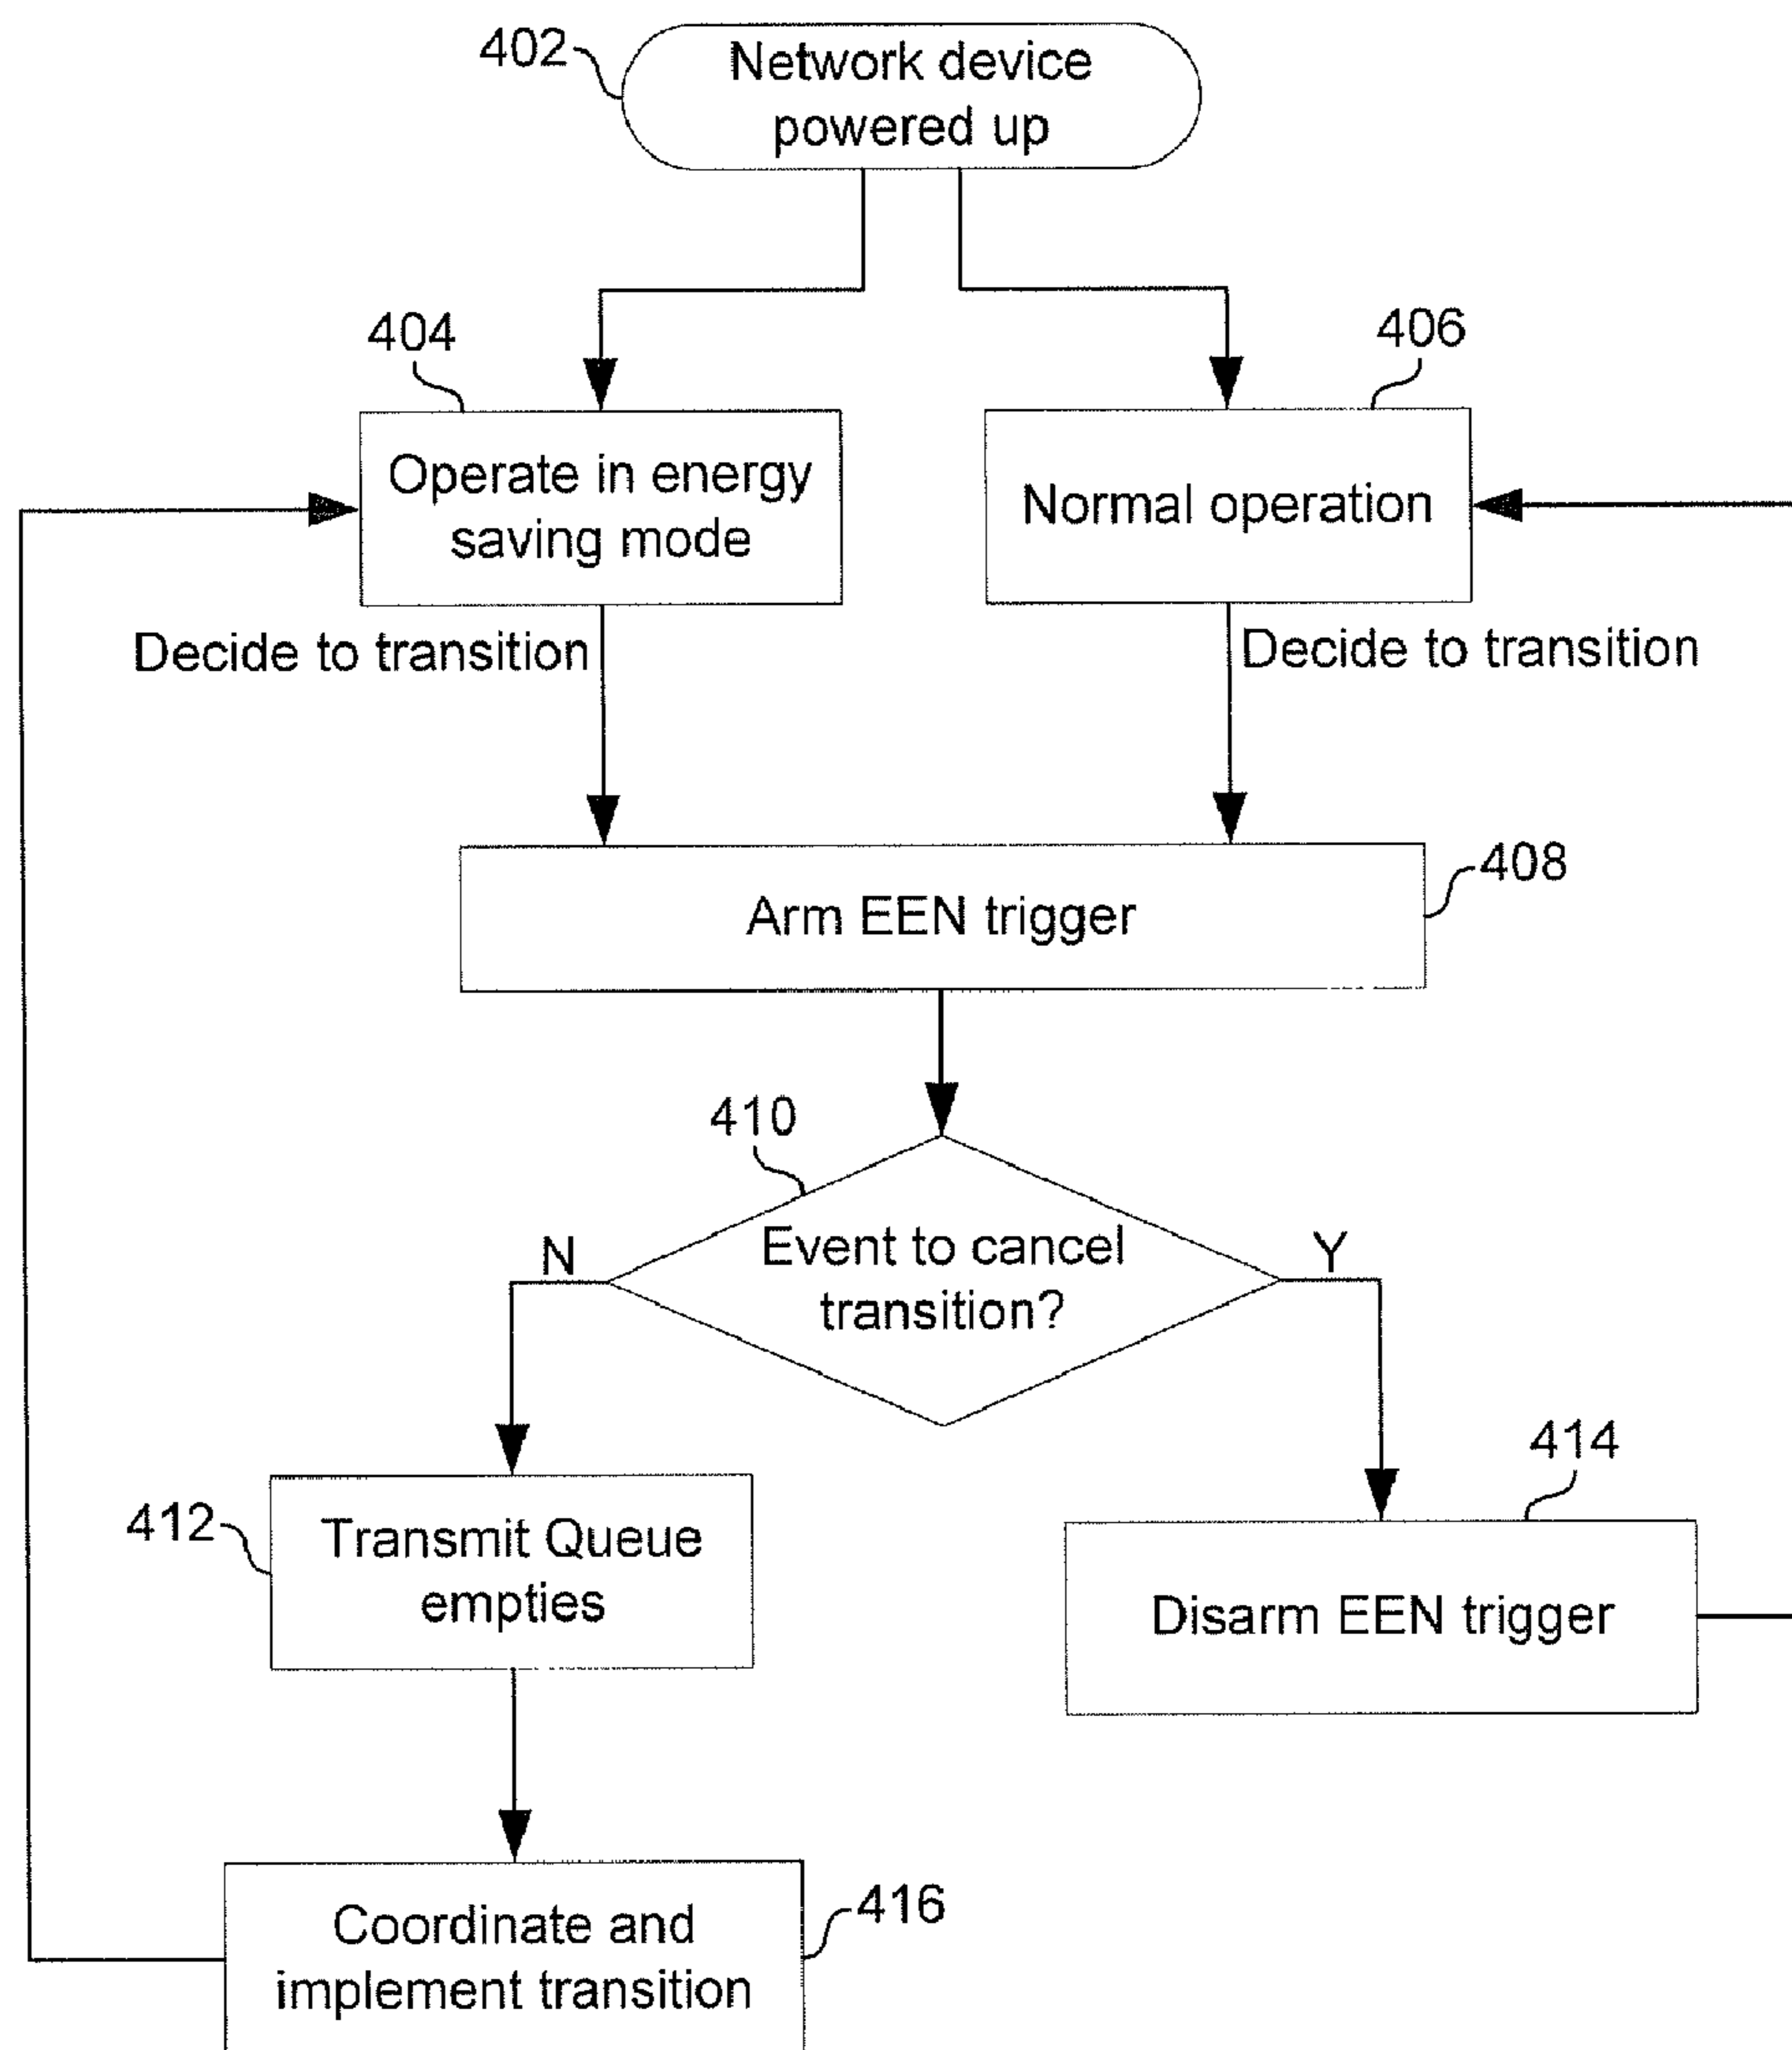 402
Network device
powered up
404
406
Operate in energy
saving mode
Normal operation
Decide to transition
Decide to transition
408
Arm EEN trigger
410
N
Event to cancel
transition?
Y
414
412
Transmit Queue
empties
Disarm EEN trigger
416
Coordinate and
implement transition